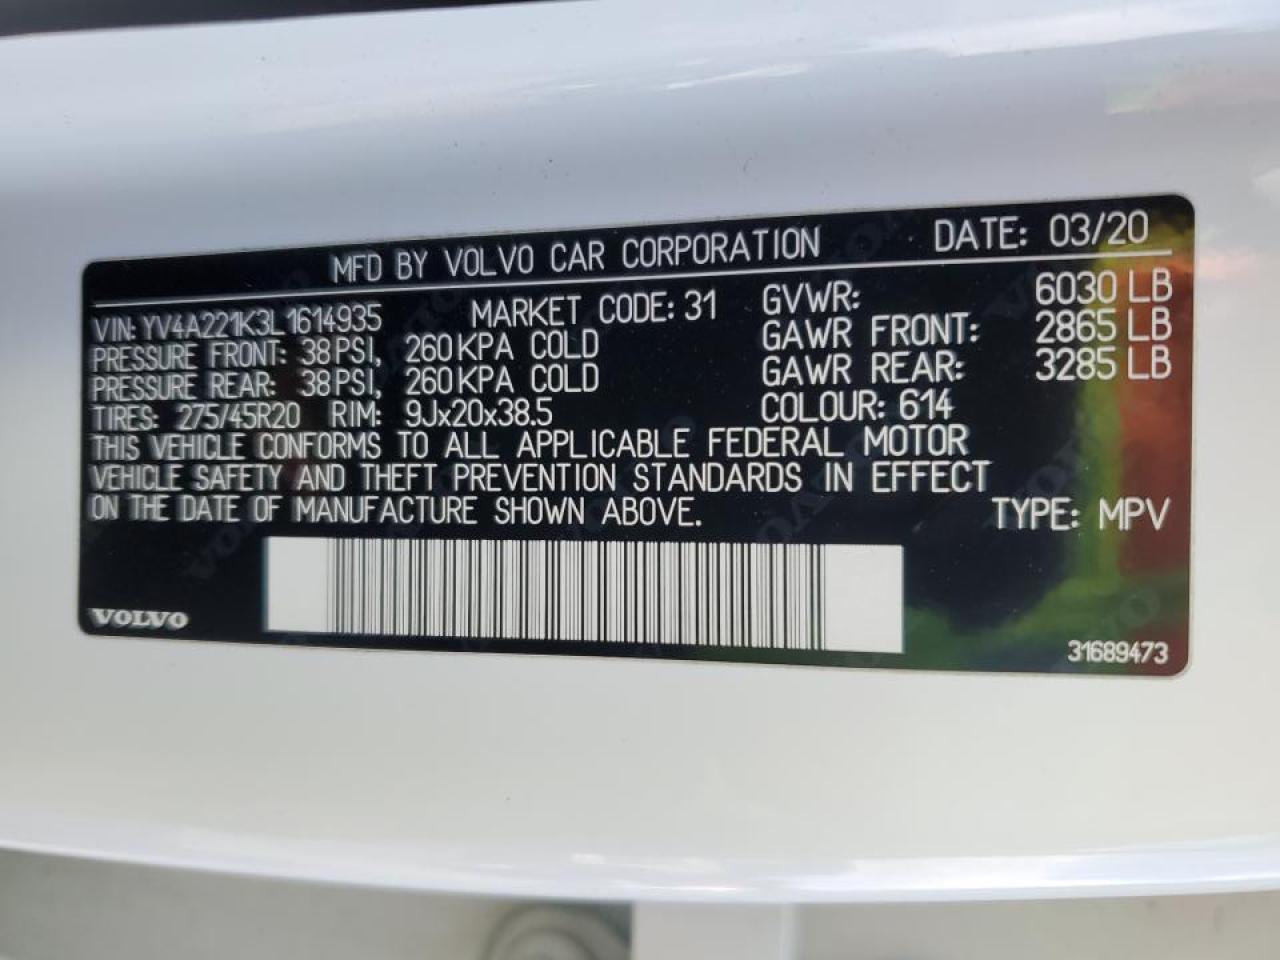 MFD BY VOLVO CAR CORPORATION DATE: 03/20
VIN: YV4A221K3L1614935 MARKET CODE: 31 GVWR: 6030 LB
PRESSURE FRONT: 38 PSI, 260 KPA COLD GAWR FRONT: 2865 LB
PRESSURE REAR: 38 PSI, 260 KPA COLD GAWR REAR: 3285 LB
TIRES: 275/45R20 RIM: 9Jx20x38.5 COLOUR: 614
THIS VEHICLE CONFORMS TO ALL APPLICABLE FEDERAL MOTOR
VEHICLE SAFETY AND THEFT PREVENTION STANDARDS IN EFFECT
ON THE DATE OF MANUFACTURE SHOWN ABOVE. TYPE: MPV
VOLVO
31689473